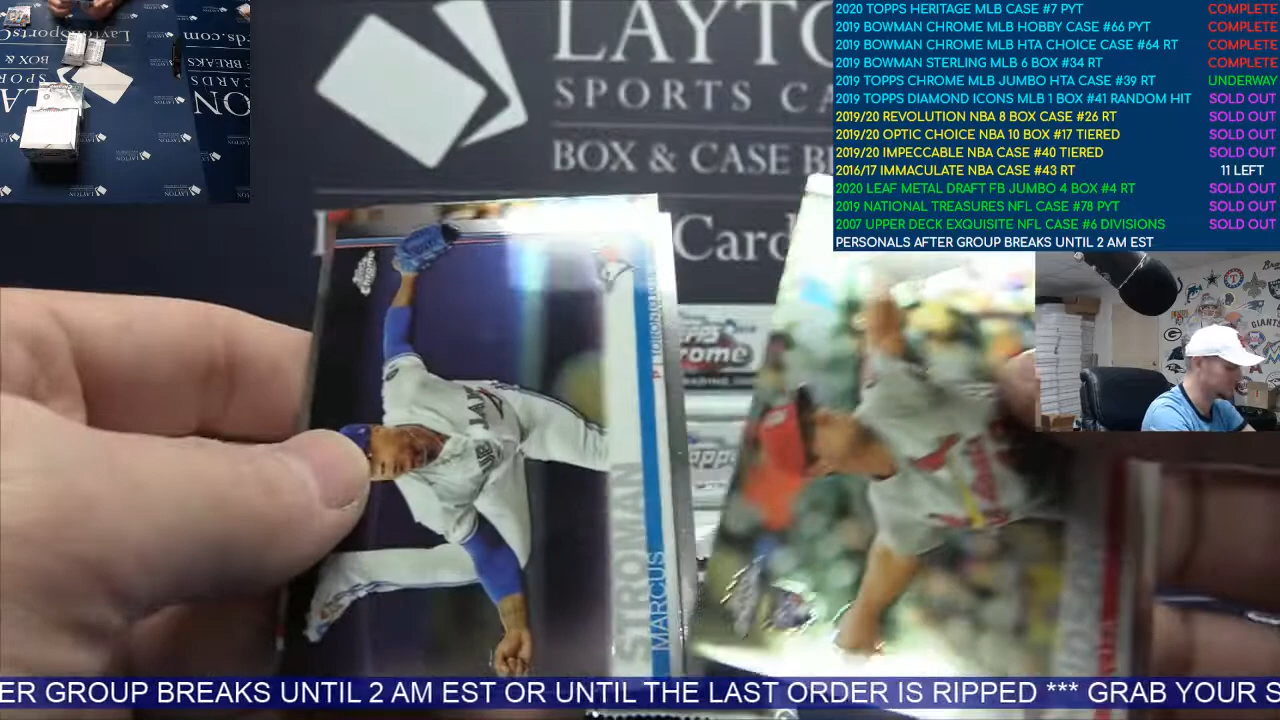 2020 TOPPS HERITAGE MLB CASE #7 PYT COMPLETE
2019 BOWMAN CHROME MLB HOBBY CASE #66 PYT COMPLETE
2019 BOWMAN CHROME MLB HTA CHOICE CASE #64 RT COMPLETE
2019 BOWMAN STERLING MLB 6 BOX #34 RT COMPLETE
2019 TOPPS CHROME MLB JUMBO HTA CASE #39 RT UNDERWAY
2019 TOPPS DIAMOND ICONS MLB 1 BOX #41 RANDOM HIT SOLD OUT
2019/20 REVOLUTION NBA 8 BOX CASE #26 RT SOLD OUT
2019/20 OPTIC CHOICE NBA 10 BOX #17 TIERED SOLD OUT
2019/20 IMPECCABLE NBA CASE #40 TIERED SOLD OUT
2016/17 IMMACULATE NBA CASE #43 RT 11 LEFT
2020 LEAF METAL DRAFT FB JUMBO 4 BOX #4 RT SOLD OUT
2019 NATIONAL TREASURES NFL CASE #78 PYT SOLD OUT
2007 UPPER DECK EXQUISITE NFL CASE #6 DIVISIONS SOLD OUT
PERSONALS AFTER GROUP BREAKS UNTIL 2 AM EST
LAYTO
SPORTS CA
BOX & CASE B
Card
Topps Chrome
MARCUS
STROMAN
ER GROUP BREAKS UNTIL 2 AM EST OR UNTIL THE LAST ORDER IS RIPPED *** GRAB YOUR S